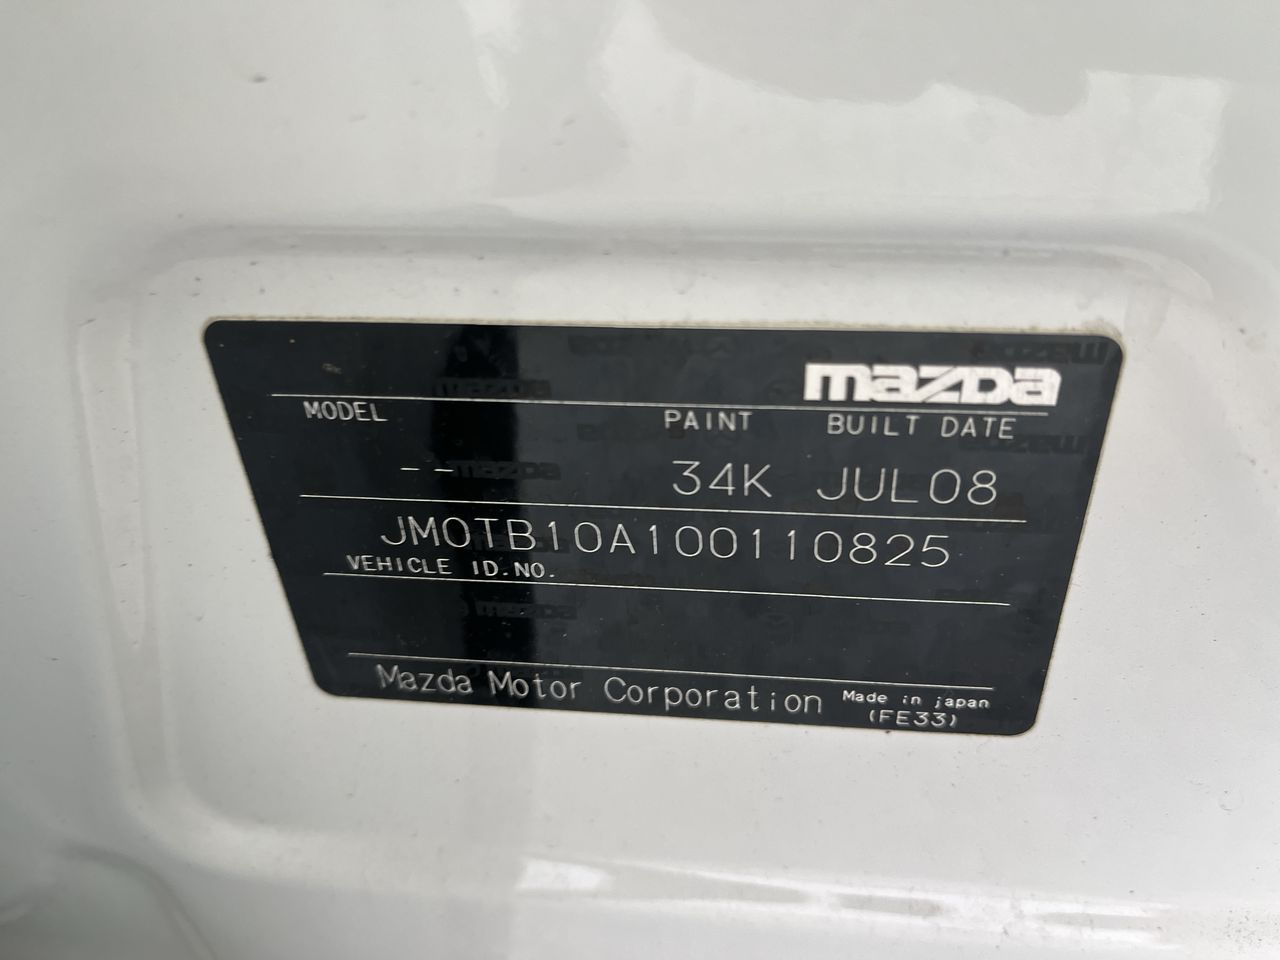 mazda
MODEL PAINT BUILT DATE
-- 34K JUL08
JM0TB10A100110825
VEHICLE ID.NO.
Mazda Motor Corporation Made in japan
(FE33)